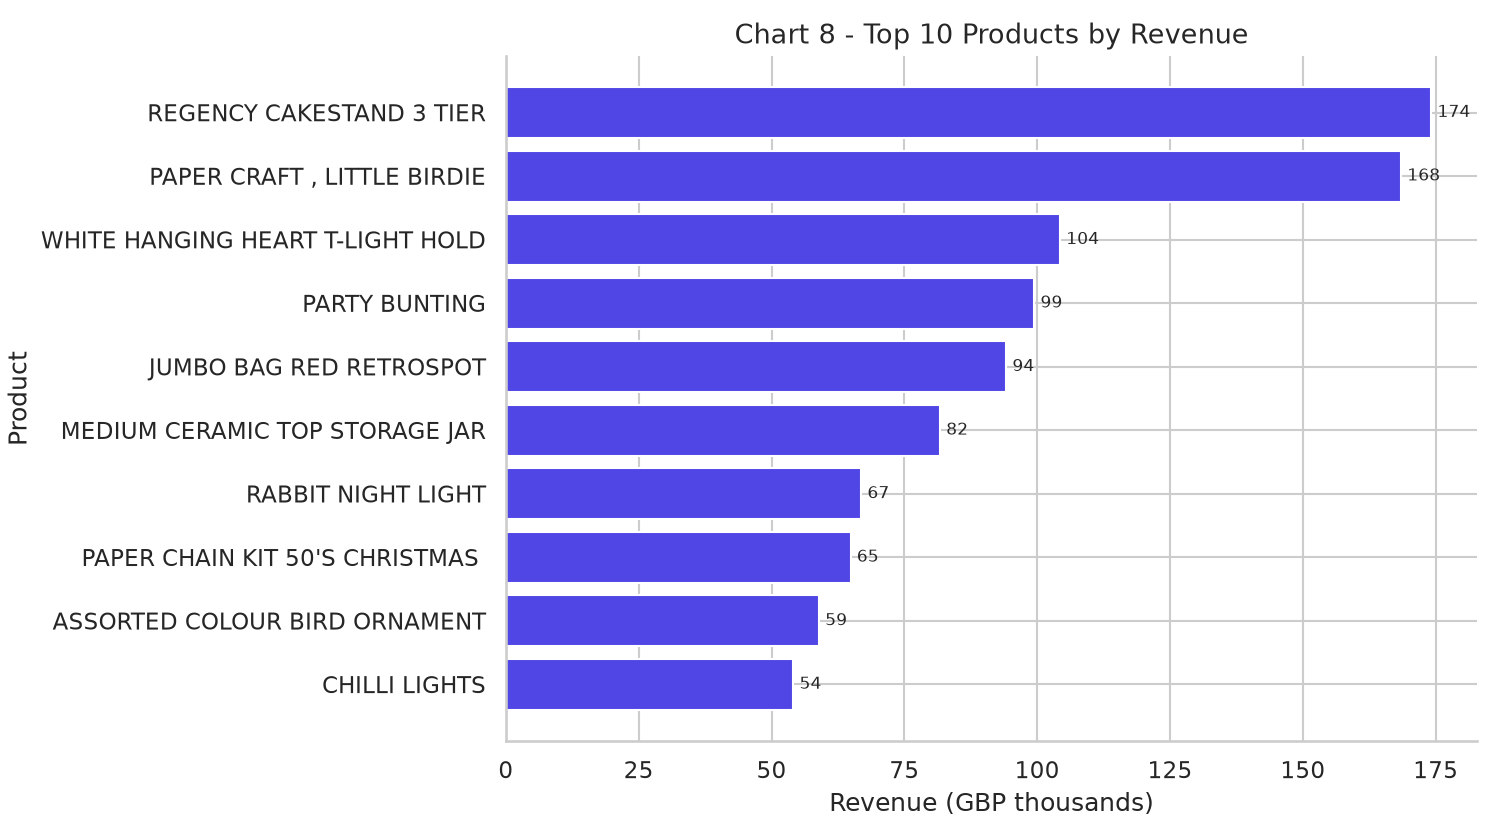 Chart 8 - Top 10 Products by Revenue
REGENCY CAKESTAND 3 TIER 174
PAPER CRAFT , LITTLE BIRDIE 168
WHITE HANGING HEART T-LIGHT HOLD 104
PARTY BUNTING 99
JUMBO BAG RED RETROSPOT 94
MEDIUM CERAMIC TOP STORAGE JAR 82
RABBIT NIGHT LIGHT 67
PAPER CHAIN KIT 50'S CHRISTMAS 65
ASSORTED COLOUR BIRD ORNAMENT 59
CHILLI LIGHTS 54
Product
0 25 50 75 100 125 150 175
Revenue (GBP thousands)